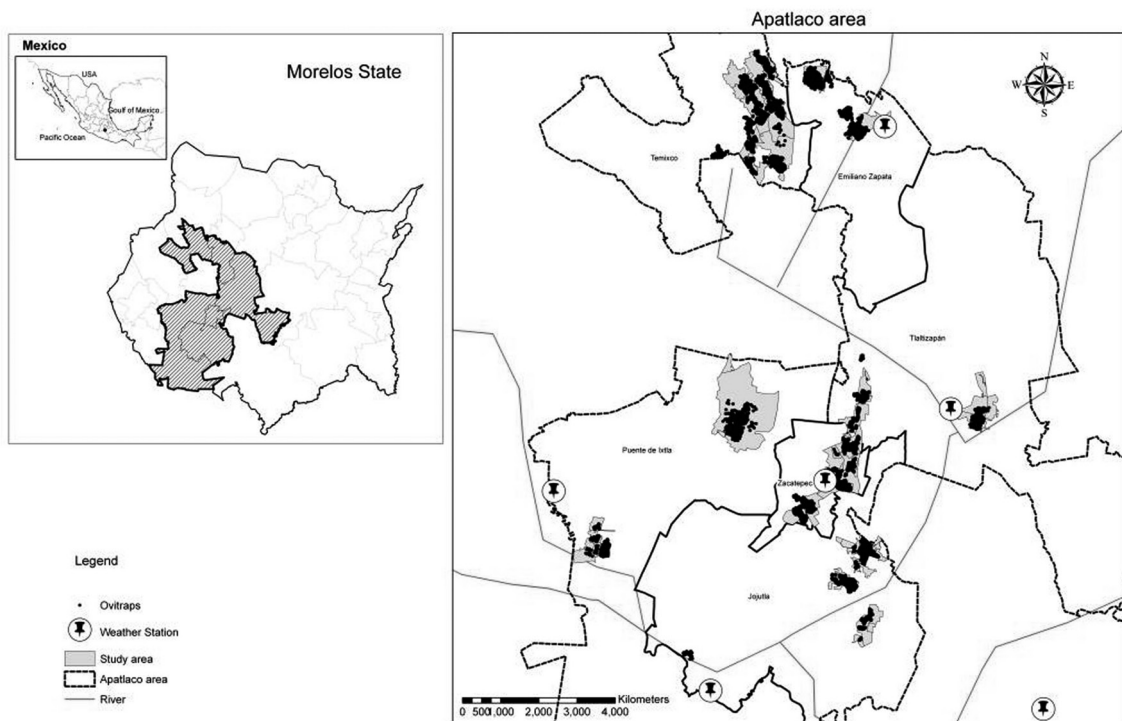 Apatlaco area
Mexico
USA
Goulf of Mexico
Pacific Ocean
Morelos State
N
W E
S
Temixco
Emiliano Zapata
Tlaltizapán
Puente de Ixtla
Zacatepec
Jojutla
Legend
Ovitraps
Weather Station
Study area
Apatlaco area
River
Kilometers
0 500 1,000 2,000 3,000 4,000